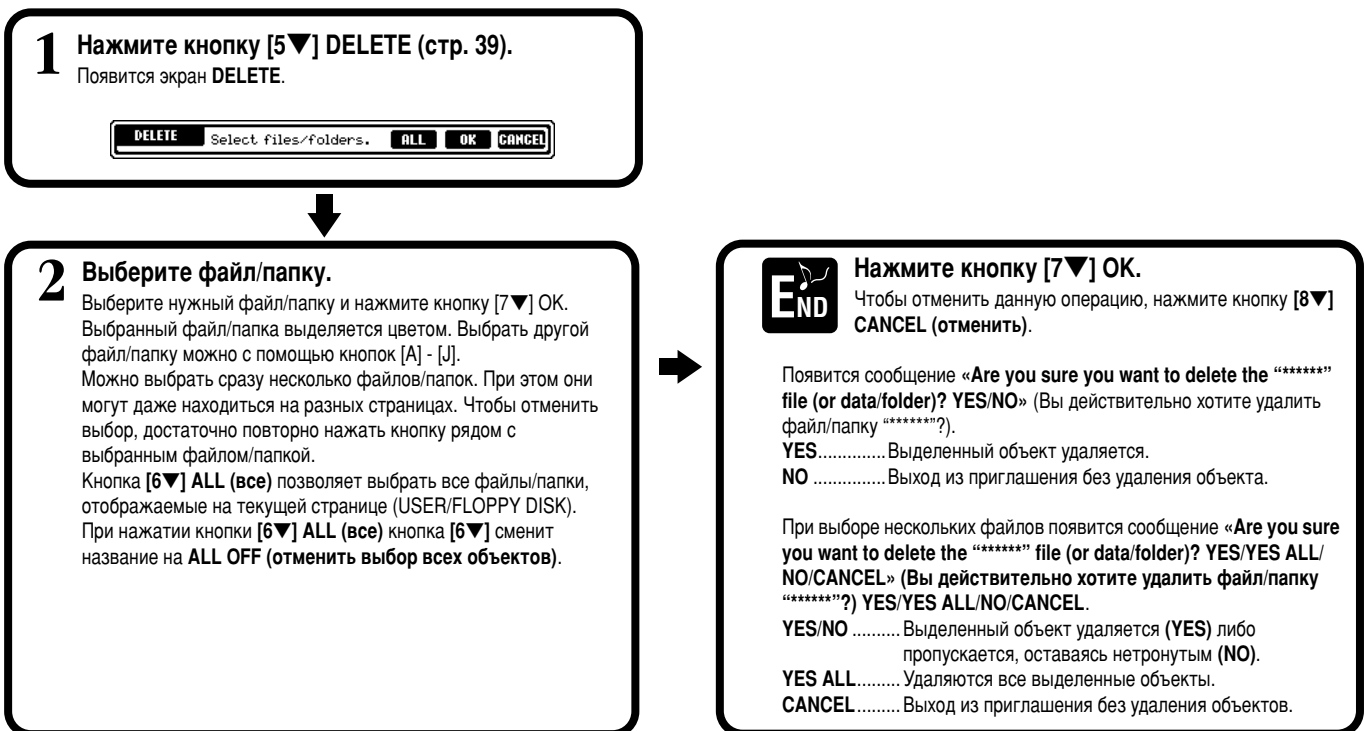 1 Нажмите кнопку [5▼] DELETE (стр. 39).
Появится экран DELETE.
DELETE Select files/folders. ALL OK CANCEL
2 Выберите файл/папку.
Выберите нужный файл/папку и нажмите кнопку [7▼] OK.
Выбранный файл/папка выделяется цветом. Выбрать другой
файл/папку можно с помощью кнопок [A] - [J].
Можно выбрать сразу несколько файлов/папок. При этом они
могут даже находиться на разных страницах. Чтобы отменить
выбор, достаточно повторно нажать кнопку рядом с
выбранным файлом/папкой.
Кнопка [6▼] ALL (все) позволяет выбрать все файлы/папки,
отображаемые на текущей странице (USER/FLOPPY DISK).
При нажатии кнопки [6▼] ALL (все) кнопка [6▼] сменит
название на ALL OFF (отменить выбор всех объектов).
END
Нажмите кнопку [7▼] OK.
Чтобы отменить данную операцию, нажмите кнопку [8▼]
CANCEL (отменить).
Появится сообщение «Are you sure you want to delete the “******”
file (or data/folder)? YES/NO» (Вы действительно хотите удалить
файл/папку “******”?).
YES..............Выделенный объект удаляется.
NO ...............Выход из приглашения без удаления объекта.
При выборе нескольких файлов появится сообщение «Are you sure
you want to delete the “******” file (or data/folder)? YES/YES ALL/
NO/CANCEL» (Вы действительно хотите удалить файл/папку
“******”?) YES/YES ALL/NO/CANCEL.
YES/NO ..........Выделенный объект удаляется (YES) либо
пропускается, оставаясь нетронутым (NO).
YES ALL.........Удаляются все выделенные объекты.
CANCEL.........Выход из приглашения без удаления объектов.